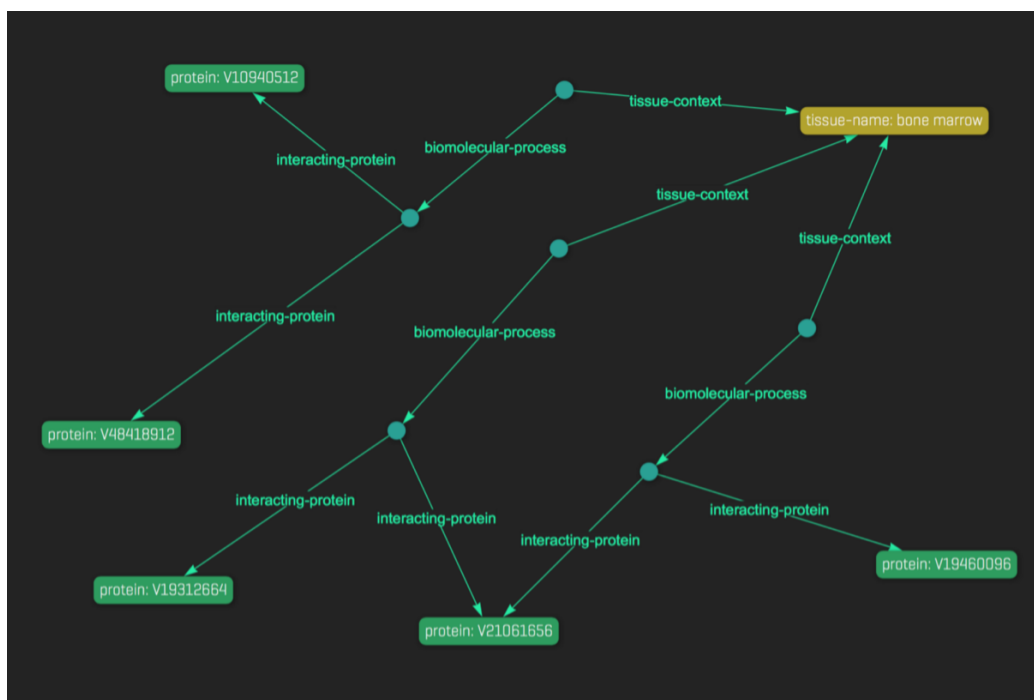 protein: V10940512
tissue-context
tissue-name: bone marrow
biomolecular-process
interacting-protein
tissue-context
tissue-context
interacting-protein
biomolecular-process
biomolecular-process
protein: V48418912
interacting-protein
interacting-protein
interacting-protein
interacting-protein
protein: V19312664
protein: V21061656
protein: V19460096